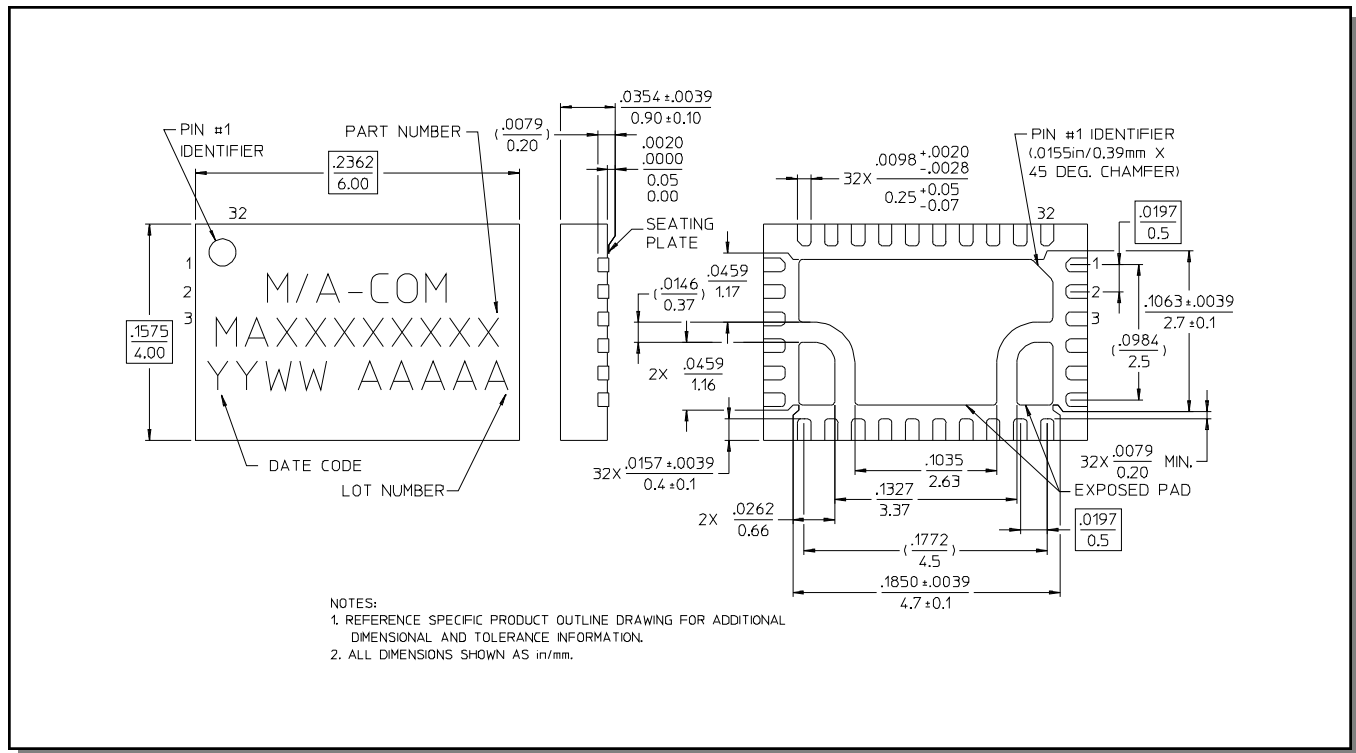 PIN #1
IDENTIFIER
PART NUMBER
.2362
6.00
32
1
2
3
.1575
4.00
M/A-COM
MAXXXXXXXXX
YYWW AAAAA
DATE CODE
LOT NUMBER
(.0079)
0.20
.0354 ±.0039
0.90 ±0.10
.0020
.0000
0.05
0.00
SEATING
PLATE
32X .0098 +.0020
-.0028
0.25 +0.05
-0.07
32
PIN #1 IDENTIFIER
(.0155in/0.39mm X
45 DEG. CHAMFER)
.0197
0.5
1
2
3
.0459
1.17
(.0146)
0.37
2X .0459
1.16
.1063 ±.0039
2.7 ±0.1
(.0984)
2.5
32X .0157 ±.0039
0.4 ±0.1
.1035
2.63
32X .0079 MIN.
0.20
EXPOSED PAD
.1327
3.37
2X .0262
0.66
.0197
0.5
(.1772)
4.5
.1850 ±.0039
4.7 ±0.1
NOTES:
1. REFERENCE SPECIFIC PRODUCT OUTLINE DRAWING FOR ADDITIONAL
DIMENSIONAL AND TOLERANCE INFORMATION.
2. ALL DIMENSIONS SHOWN AS in/mm.